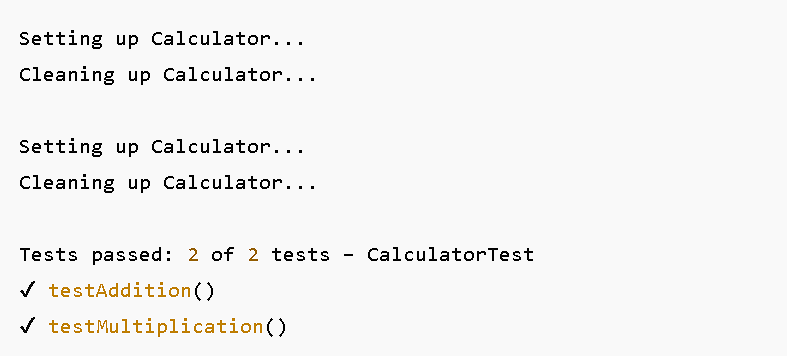 Setting up Calculator...
Cleaning up Calculator...
Setting up Calculator...
Cleaning up Calculator...
Tests passed: 2 of 2 tests – CalculatorTest
✓ testAddition()
✓ testMultiplication()